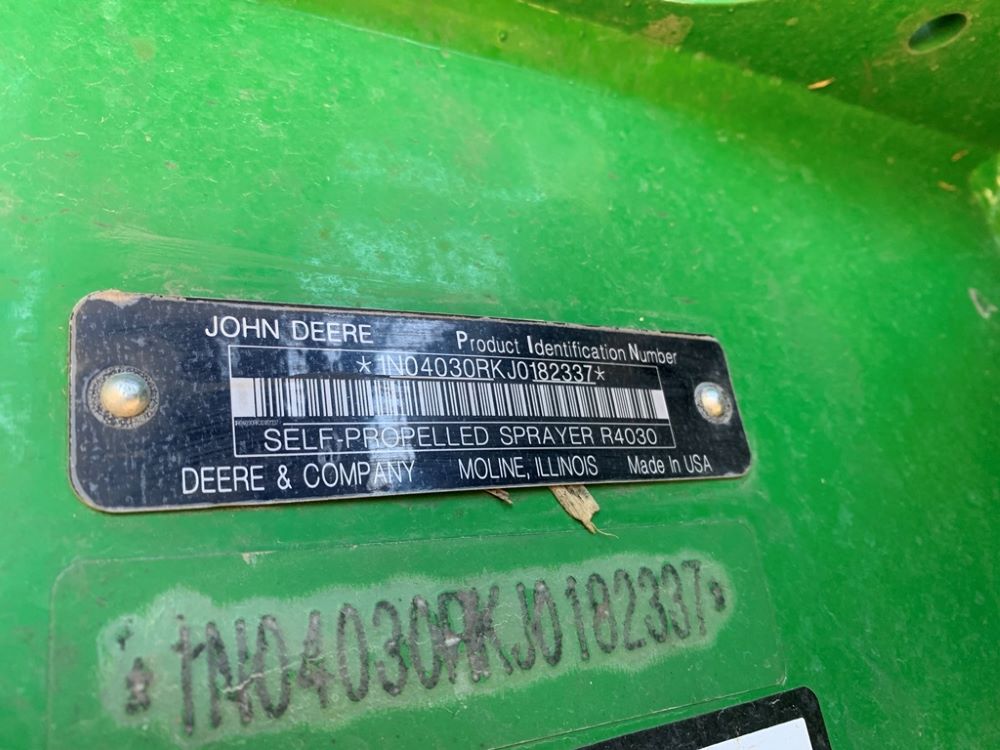 JOHN DEERE Product Identification Number
*1N04030RKJ0182337*
SELF-PROPELLED SPRAYER R4030
DEERE & COMPANY MOLINE, ILLINOIS Made In USA
*1N04030RKJ0182337*